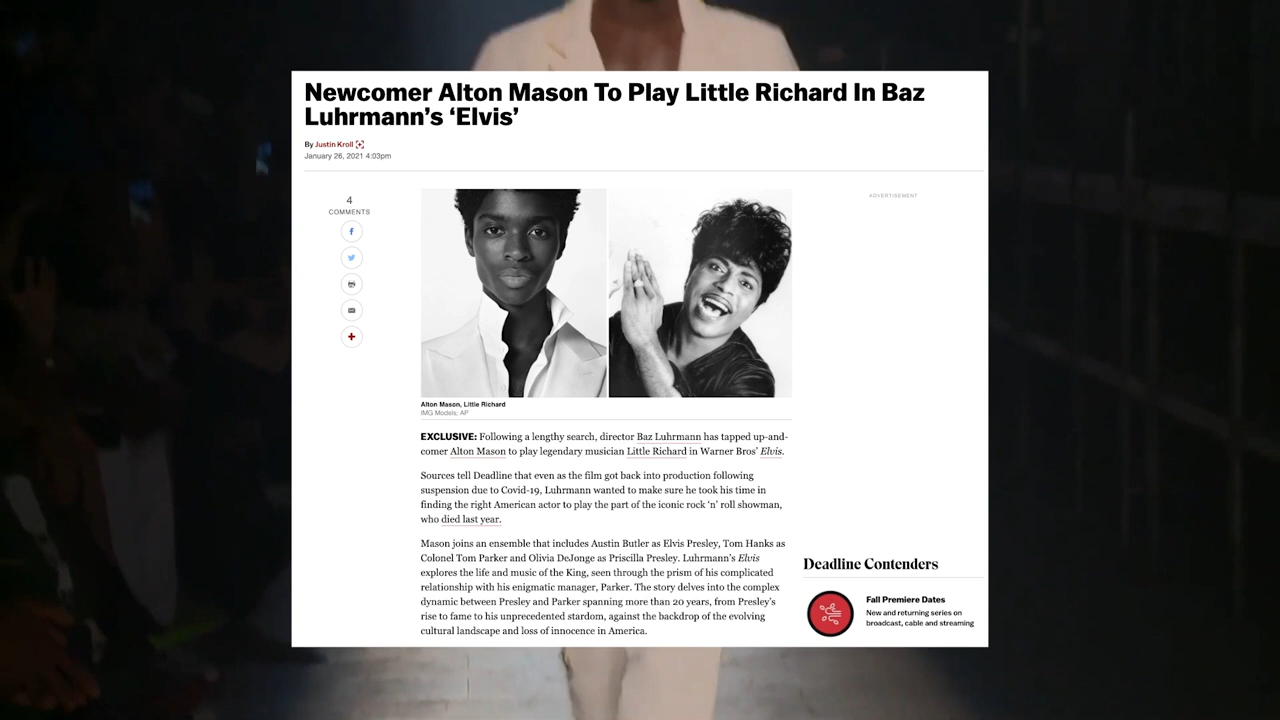 Newcomer Alton Mason To Play Little Richard In Baz
Luhrmann’s ‘Elvis’
By Justin Kroll
January 26, 2021 4:03pm
4
COMMENTS
ADVERTISEMENT
Alton Mason, Little Richard
IMG Models; AP
EXCLUSIVE: Following a lengthy search, director Baz Luhrmann has tapped up-and-
comer Alton Mason to play legendary musician Little Richard in Warner Bros’ Elvis.
Sources tell Deadline that even as the film got back into production following
suspension due to Covid-19, Luhrmann wanted to make sure he took his time in
finding the right American actor to play the part of the iconic rock ‘n’ roll showman,
who died last year.
Mason joins an ensemble that includes Austin Butler as Elvis Presley, Tom Hanks as
Colonel Tom Parker and Olivia DeJonge as Priscilla Presley. Luhrmann’s Elvis
explores the life and music of the King, seen through the prism of his complicated
relationship with his enigmatic manager, Parker. The story delves into the complex
dynamic between Presley and Parker spanning more than 20 years, from Presley’s
rise to fame to his unprecedented stardom, against the backdrop of the evolving
cultural landscape and loss of innocence in America.
Deadline Contenders
Fall Premiere Dates
New and returning series on
broadcast, cable and streaming